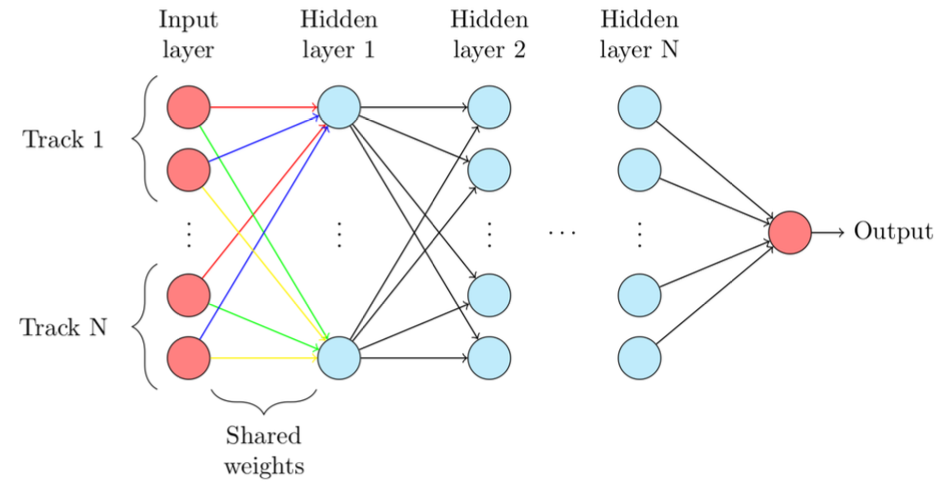 Input
layer
Hidden
layer 1
Hidden
layer 2
Hidden
layer N
Track 1
Track N
Output
Shared
weights